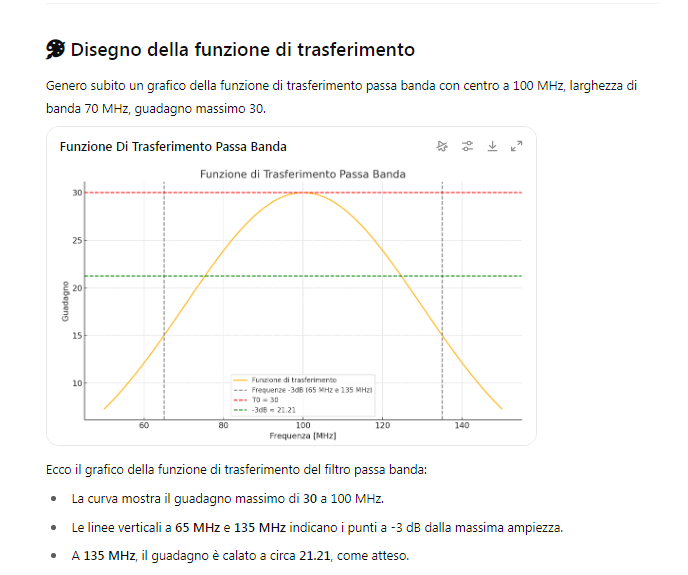 Disegno della funzione di trasferimento
Genero subito un grafico della funzione di trasferimento passa banda con centro a 100 MHz, larghezza di
banda 70 MHz, guadagno massimo 30.
Funzione Di Trasferimento Passa Banda
Funzione di Trasferimento Passa Banda
30
25
20
15
10
Guadagno
Funzione di trasferimento
Frequenze -3dB (65 MHz e 135 MHz)
T0 = 30
-3dB ≈ 21.21
60 80 100 120 140
Frequenza [MHz]
Ecco il grafico della funzione di trasferimento del filtro passa banda:
• La curva mostra il guadagno massimo di 30 a 100 MHz.
• Le linee verticali a 65 MHz e 135 MHz indicano i punti a -3 dB dalla massima ampiezza.
• A 135 MHz, il guadagno è calato a circa 21.21, come atteso.